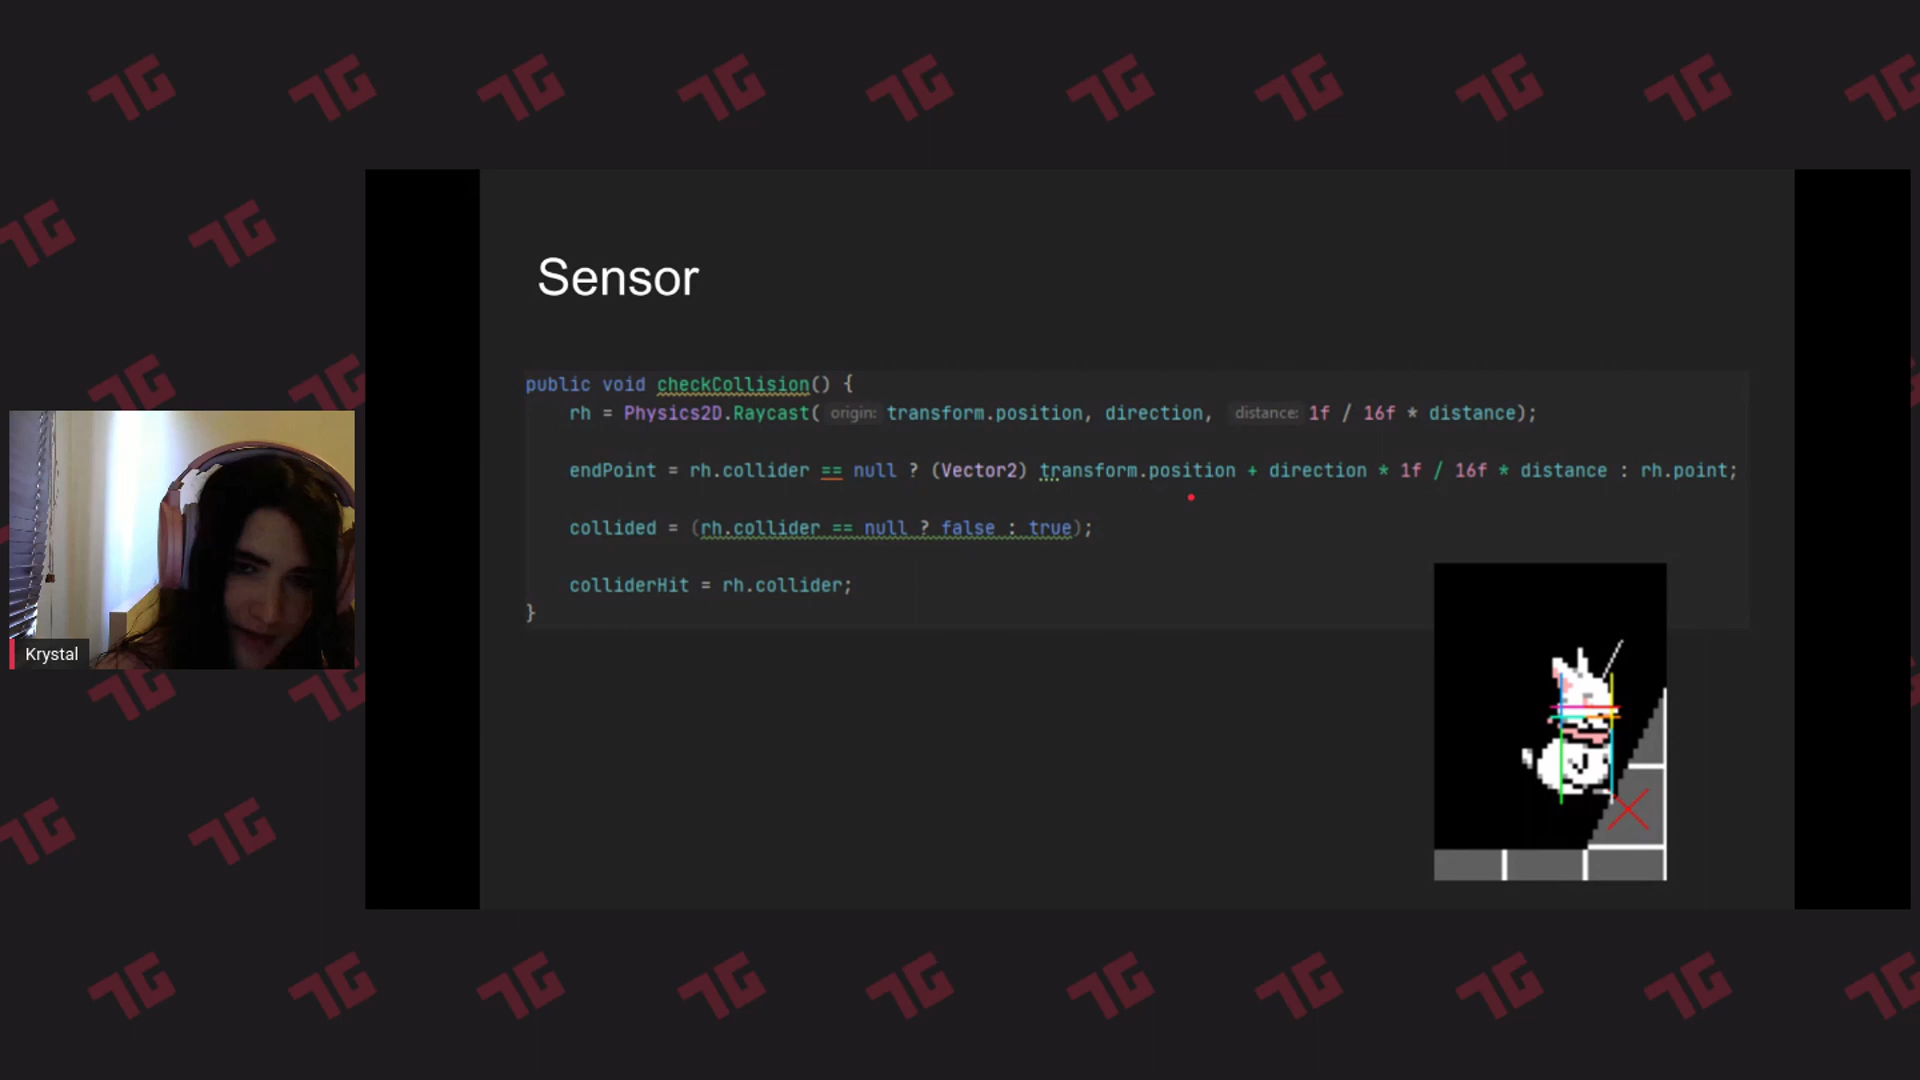 Sensor
public void checkCollision() {
rh = Physics2D.Raycast( origin: transform.position, direction, distance: 1f / 16f * distance);
endPoint = rh.collider == null ? (Vector2) transform.position + direction * 1f / 16f * distance : rh.point;
collided = (rh.collider == null ? false : true);
colliderHit = rh.collider;
}
Krystal